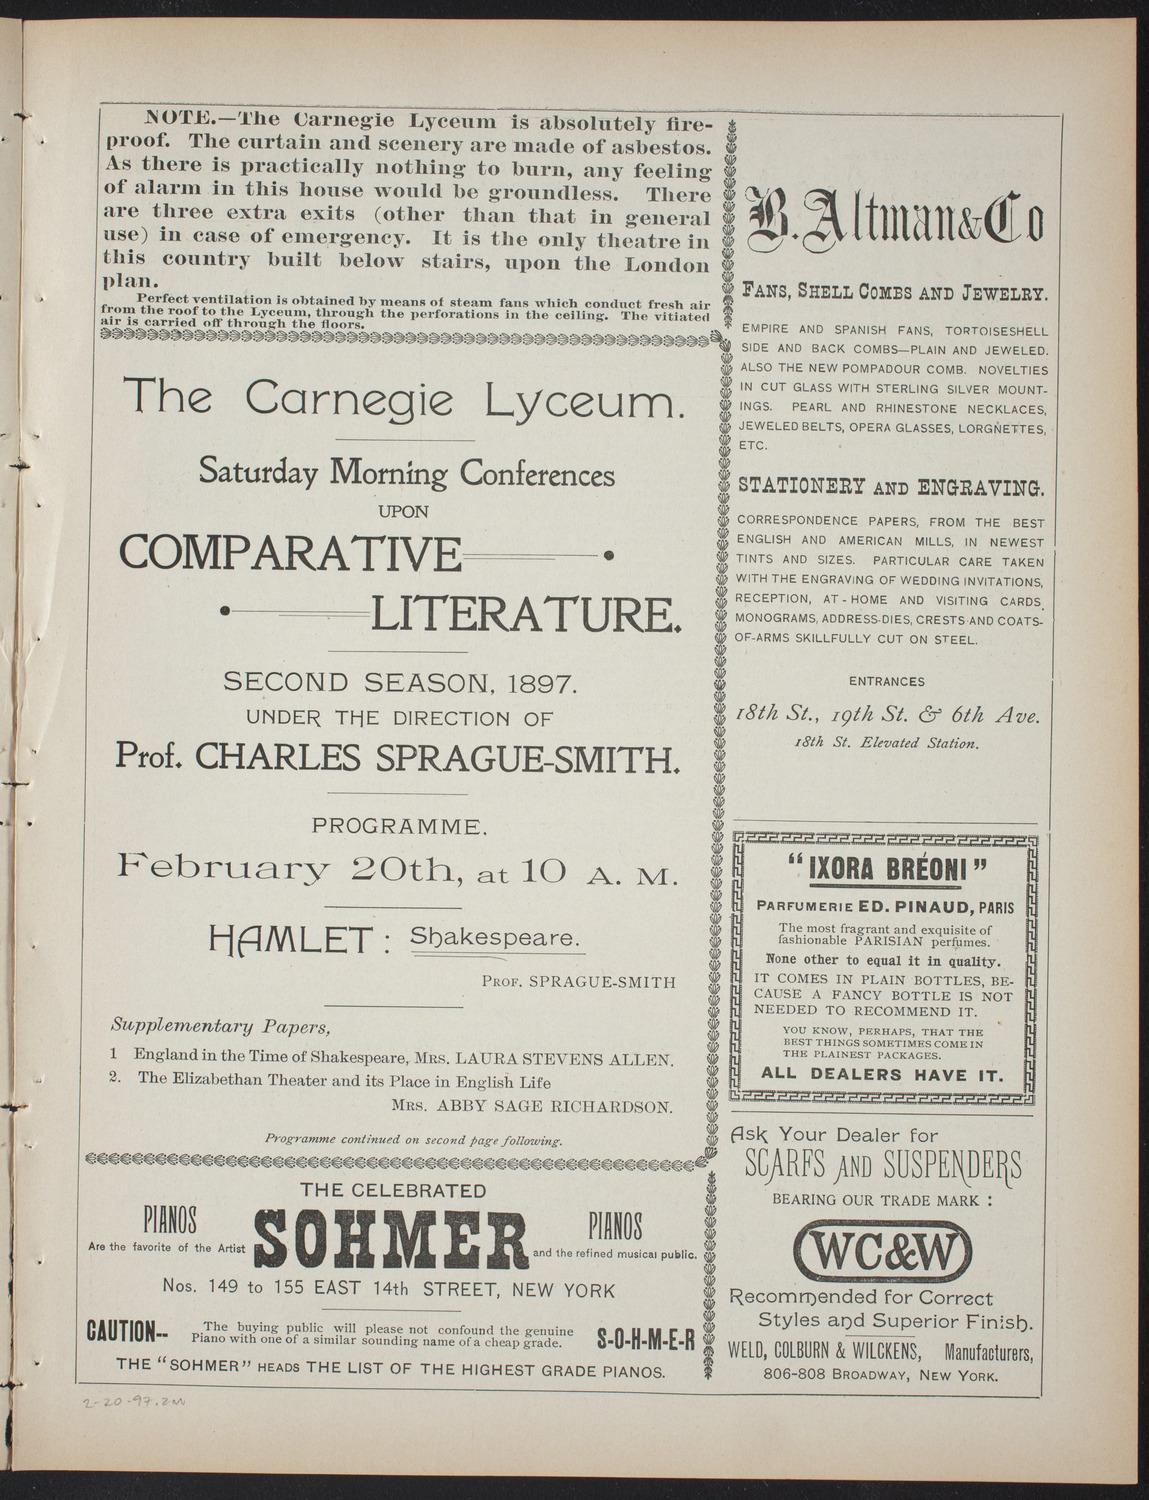 NOTE.—The Carnegie Lyceum is absolutely fire-
proof. The curtain and scenery are made of asbestos.
As there is practically nothing to burn, any feeling
of alarm in this house would be groundless. There
are three extra exits (other than that in general
use) in case of emergency. It is the only theatre in
this country built below stairs, upon the London
plan.
Perfect ventilation is obtained by means of steam fans which conduct fresh air
from the roof to the Lyceum, through the perforations in the ceiling. The vitiated
air is carried off through the floors.
The Carnegie Lyceum.
Saturday Morning Conferences
UPON
COMPARATIVE
LITERATURE.
SECOND SEASON, 1897.
UNDER THE DIRECTION OF
Prof. CHARLES SPRAGUE-SMITH.
PROGRAMME.
February 20th, at 10 A. M.
HAMLET: Shakespeare.
PROF. SPRAGUE-SMITH
Supplementary Papers,
1 England in the Time of Shakespeare, MRS. LAURA STEVENS ALLEN.
2. The Elizabethan Theater and its Place in English Life
MRS. ABBY SAGE RICHARDSON.
Programme continued on second page following.
THE CELEBRATED
PIANOS SOHMER PIANOS
Are the favorite of the Artist and the refined musical public.
Nos. 149 to 155 EAST 14th STREET, NEW YORK
CAUTION-- The buying public will please not confound the genuine S-O-H-M-E-R
Piano with one of a similar sounding name of a cheap grade.
THE "SOHMER" HEADS THE LIST OF THE HIGHEST GRADE PIANOS.
B. Altman & Co
FANS, SHELL COMBS AND JEWELRY.
EMPIRE AND SPANISH FANS, TORTOISESHELL
SIDE AND BACK COMBS—PLAIN AND JEWELED.
ALSO THE NEW POMPADOUR COMB. NOVELTIES
IN CUT GLASS WITH STERLING SILVER MOUNT-
INGS. PEARL AND RHINESTONE NECKLACES,
JEWELED BELTS, OPERA GLASSES, LORGNETTES,
ETC.
STATIONERY AND ENGRAVING.
CORRESPONDENCE PAPERS, FROM THE BEST
ENGLISH AND AMERICAN MILLS, IN NEWEST
TINTS AND SIZES. PARTICULAR CARE TAKEN
WITH THE ENGRAVING OF WEDDING INVITATIONS,
RECEPTION, AT-HOME AND VISITING CARDS.
MONOGRAMS, ADDRESS-DIES, CRESTS AND COATS-
OF-ARMS SKILLFULLY CUT ON STEEL.
ENTRANCES
18th St., 19th St. & 6th Ave.
18th St. Elevated Station.
"IXORA BRÉONI"
PARFUMERIE ED. PINAUD, PARIS
The most fragrant and exquisite of
fashionable PARISIAN perfumes.
None other to equal it in quality.
IT COMES IN PLAIN BOTTLES, BE-
CAUSE A FANCY BOTTLE IS NOT
NEEDED TO RECOMMEND IT.
YOU KNOW, PERHAPS, THAT THE
BEST THINGS SOMETIMES COME IN
THE PLAINEST PACKAGES.
ALL DEALERS HAVE IT.
Ask Your Dealer for
SCARFS AND SUSPENDERS
BEARING OUR TRADE MARK :
WC&W
Recommended for Correct
Styles and Superior Finish.
WELD, COLBURN & WILCKENS, Manufacturers,
806-808 BROADWAY, NEW YORK.
2-20-97.2M